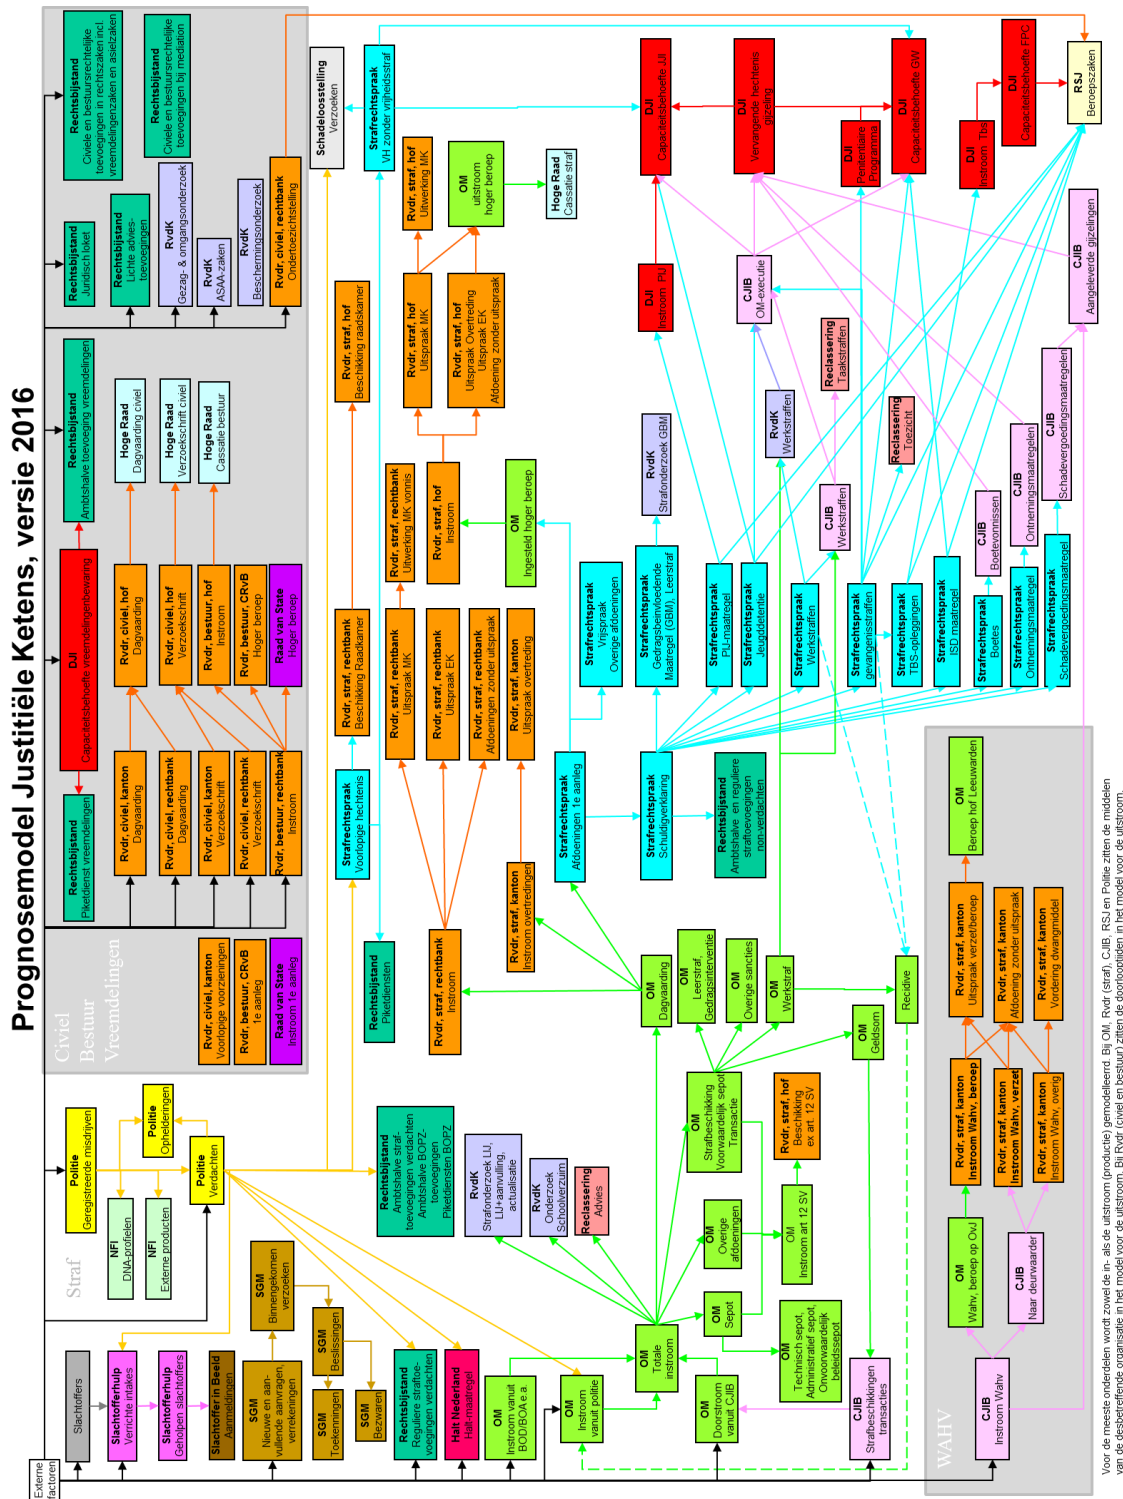 Prognosemodel Justitiële Ketens, versie 2016
Externe
factoren
Straf
Civiel
Bestuur
Vreemdelingen
WAHV
Slachtoffers
Slachtofferhulp
Verrichte intakes
Slachtofferhulp
Geholpen slachtoffers
Slachtoffer in Beeld
Aanmeldingen
SGM
Nieuwe en aan-
vullende aanvragen,
verrekeningen
SGM
Binnengekomen
verzoeken
SGM
Beslissingen
SGM
Toekenningen
SGM
Bezwaren
Rechtsbijstand
Reguliere straftoe-
voegingen verdachten
Halt Nederland
Halt-maatregel
OM
Instroom vanuit
BOD/BOA e.a.
OM
Instroom
vanuit politie
OM
Totale
instroom
OM
Doorstroom
vanuit CJIB
OM
Sepot
OM
Technisch sepot,
Administratief sepot,
Onvoorwaardelijk
beleidssepot
CJIB
Strafbeschikkingen
transacties
CJIB
Instroom Wahv
Politie
Geregistreerde misdrijven
Politie
Ophelderingen
Politie
Verdachten
NFI
DNA-profielen
NFI
Externe producten
Rechtsbijstand
Ambtshalve straf-
toevoegingen verdachten
Ambtshalve BOPZ-
toevoegingen
Piketdiensten BOPZ
RvdK
Strafonderzoek LIJ,
LIJ+aanvulling,
actualisatie
RvdK
Onderzoek
Schoolverzuim
Reclassering
Advies
OM
Overige
afdoeningen
OM
Strafbeschikking
Voorwaardelijk sepot
Transactie
OM
Instroom art 12 SV
Rvdr, straf, hof
Beschikking
ex art. 12 SV
OM
Wahv, beroep op OvJ
CJIB
Naar deurwaarder
Rvdr, straf, kanton
Instroom Wahv, beroep
Rvdr, straf, kanton
Instroom Wahv, verzet
Rvdr, straf, kanton
Instroom Wahv, overig
Rvdr, straf, kanton
Uitspraak verzet/beroep
Rvdr, straf, kanton
Afdoening zonder uitspraak
Rvdr, straf, kanton
Vordering dwangmiddel
OM
Beroep hof Leeuwarden
Rvdr, civiel, kanton
Voorlopige voorzieningen
Rvdr, bestuur, CRvB
1e aanleg
Raad van State
Instroom 1e aanleg
Rechtsbijstand
Piketdiensten
Rvdr, straf, rechtbank
Instroom
Rvdr, straf, kanton
Instroom overtredingen
OM
Dagvaarding
OM
Leerstraf,
Gedragsinterventie
OM
Overige sancties
OM
Werkstraf
OM
Geldsom
Recidive
Rechtsbijstand
Piketdienst vreemdelingen
DJI
Capaciteitsbehoefte vreemdelingenbewaring
Rechtsbijstand
Ambtshalve toevoeging vreemdelingen
Rvdr, civiel, kanton
Dagvaarding
Rvdr, civiel, rechtbank
Dagvaarding
Rvdr, civiel, kanton
Verzoekschrift
Rvdr, civiel, rechtbank
Verzoekschrift
Rvdr, bestuur, rechtbank
Instroom
Rvdr, civiel, hof
Dagvaarding
Rvdr, civiel, hof
Verzoekschrift
Rvdr, bestuur, hof
Instroom
Rvdr, bestuur, CRvB
Hoger beroep
Raad van State
Hoger beroep
Hoge Raad
Dagvaarding civiel
Hoge Raad
Verzoekschrift civiel
Hoge Raad
Cassatie bestuur
Strafrechtspraak
Voorlopige hechtenis
Rvdr, straf, rechtbank
Beschikking Raadkamer
Rvdr, straf, hof
Beschikking raadskamer
Rvdr, straf, rechtbank
Uitspraak MK
Rvdr, straf, rechtbank
Uitspraak EK
Rvdr, straf, rechtbank
Afdoeningen zonder uitspraak
Rvdr, straf, kanton
Uitspraak overtreding
Rvdr, straf, rechtbank
Uitwerking MK vonnis
Rvdr, straf, hof
Instroom
OM
Ingesteld hoger beroep
Rvdr, straf, hof
Uitspraak MK
Rvdr, straf, hof
Uitspraak Overtreding
Uitspraak EK
Afdoening zonder uitspraak
Rvdr, straf, hof
Uitwerking MK
OM
uitstroom
hoger beroep
Hoge Raad
Cassatie straf
Strafrechtspraak
Afdoeningen 1e aanleg
Strafrechtspraak
Schuldigverklaring
Rechtsbijstand
Ambtshalve en reguliere
straftoevoegingen
non-verdachten
Strafrechtspraak
Vrijspraak
Overige afdoeningen
Strafrechtspraak
Gedragsbeïnvloedende
Maatregel (GBM), Leerstraf
Strafrechtspraak
PIJ-maatregel
Strafrechtspraak
Jeugddetentie
Strafrechtspraak
Werkstraffen
Strafrechtspraak
gevangenisstraffen
Strafrechtspraak
TBS-opleggingen
Strafrechtspraak
ISD maatregel
Strafrechtspraak
Boetes
Strafrechtspraak
Ontnemingsmaatregel
Strafrechtspraak
Schadevergoedingsmaatregel
RvdK
Strafonderzoek GBM
RvdK
Werkstraffen
CJIB
Werkstraffen
Reclassering
Taakstraffen
Reclassering
Toezicht
CJIB
Boetevonnissen
CJIB
Ontnemingsmaatregelen
CJIB
Schadevergoedingsmaatregelen
CJIB
Aangeleverde gijzelingen
CJIB
OM-executie
DJI
Instroom PIJ
DJI
Capaciteitsbehoefte JJI
DJI
Vervangende hechtenis
gijzeling
DJI
Penitentiaire
Programma
DJI
Capaciteitsbehoefte GW
DJI
instroom Tbs
DJI
Capaciteitsbehoefte FPC
RSJ
Beroepszaken
Schadeloosstelling
Verzoeken
Strafrechtspraak
VH zonder vrijheidsstraf
Rechtsbijstand
Juridisch loket
Rechtsbijstand
Lichte advies-
toevoegingen
RvdK
Gezag- & omgangsonderzoek
RvdK
ASAA-zaken
RvdK
Beschermingsonderzoek
Rvdr, civiel, rechtbank
Ondertoezichtstelling
Rechtsbijstand
Civiele en bestuursrechtelijke
toevoegingen in rechtszaken incl.
vreemdelingenzaken en asielzaken
Rechtsbijstand
Civiele en bestuursrechtelijke
toevoegingen bij mediation
Voor de meeste onderdelen wordt zowel de in- als de uitstroom (productie) gemodelleerd. Bij OM, Rvdr (straf), CJIB, RSJ en Politie zitten de middelen
van de desbetreffende organisatie in het model voor de uitstroom. Bij Rvdr (civiel en bestuur) zitten de doorlooptijden in het model voor de uitstroom.